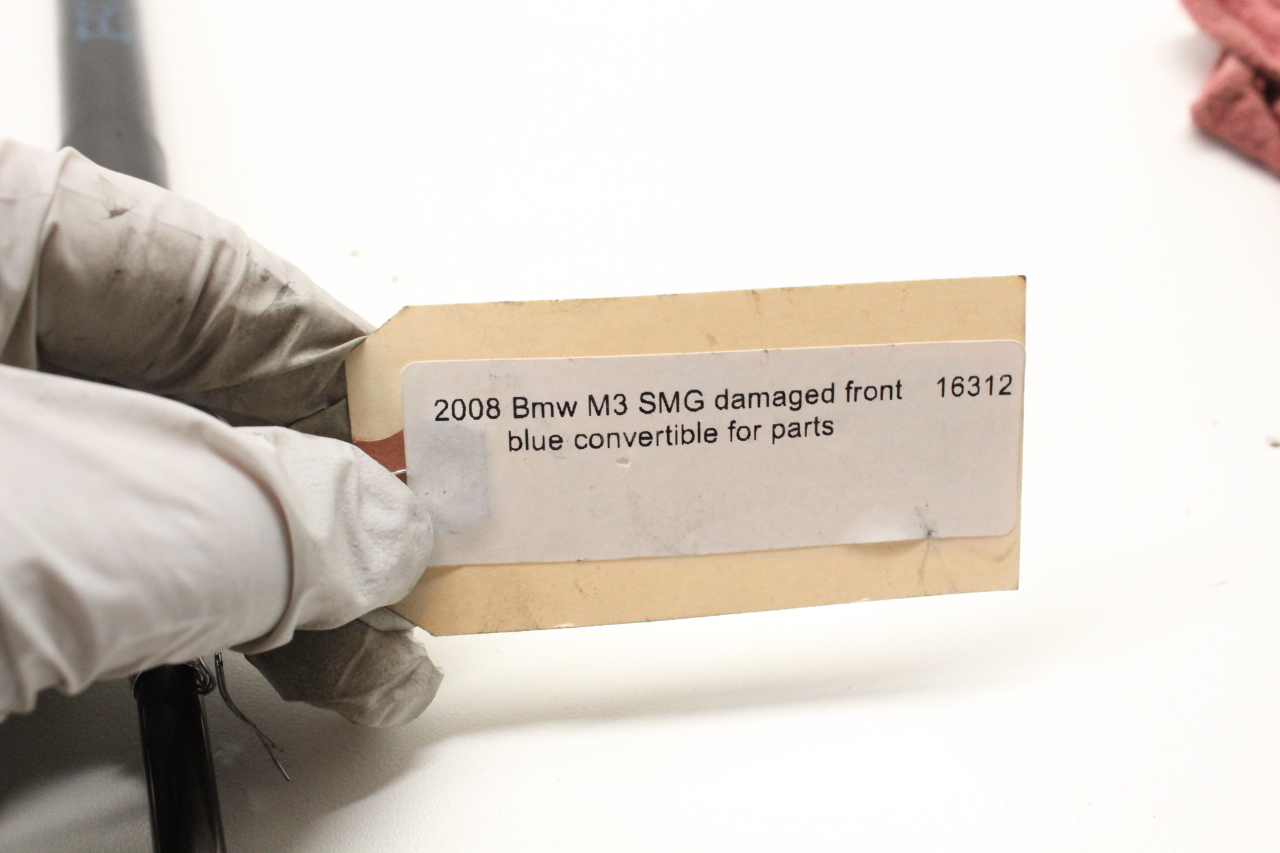 2008 Bmw M3 SMG damaged front 16312
blue convertible for parts